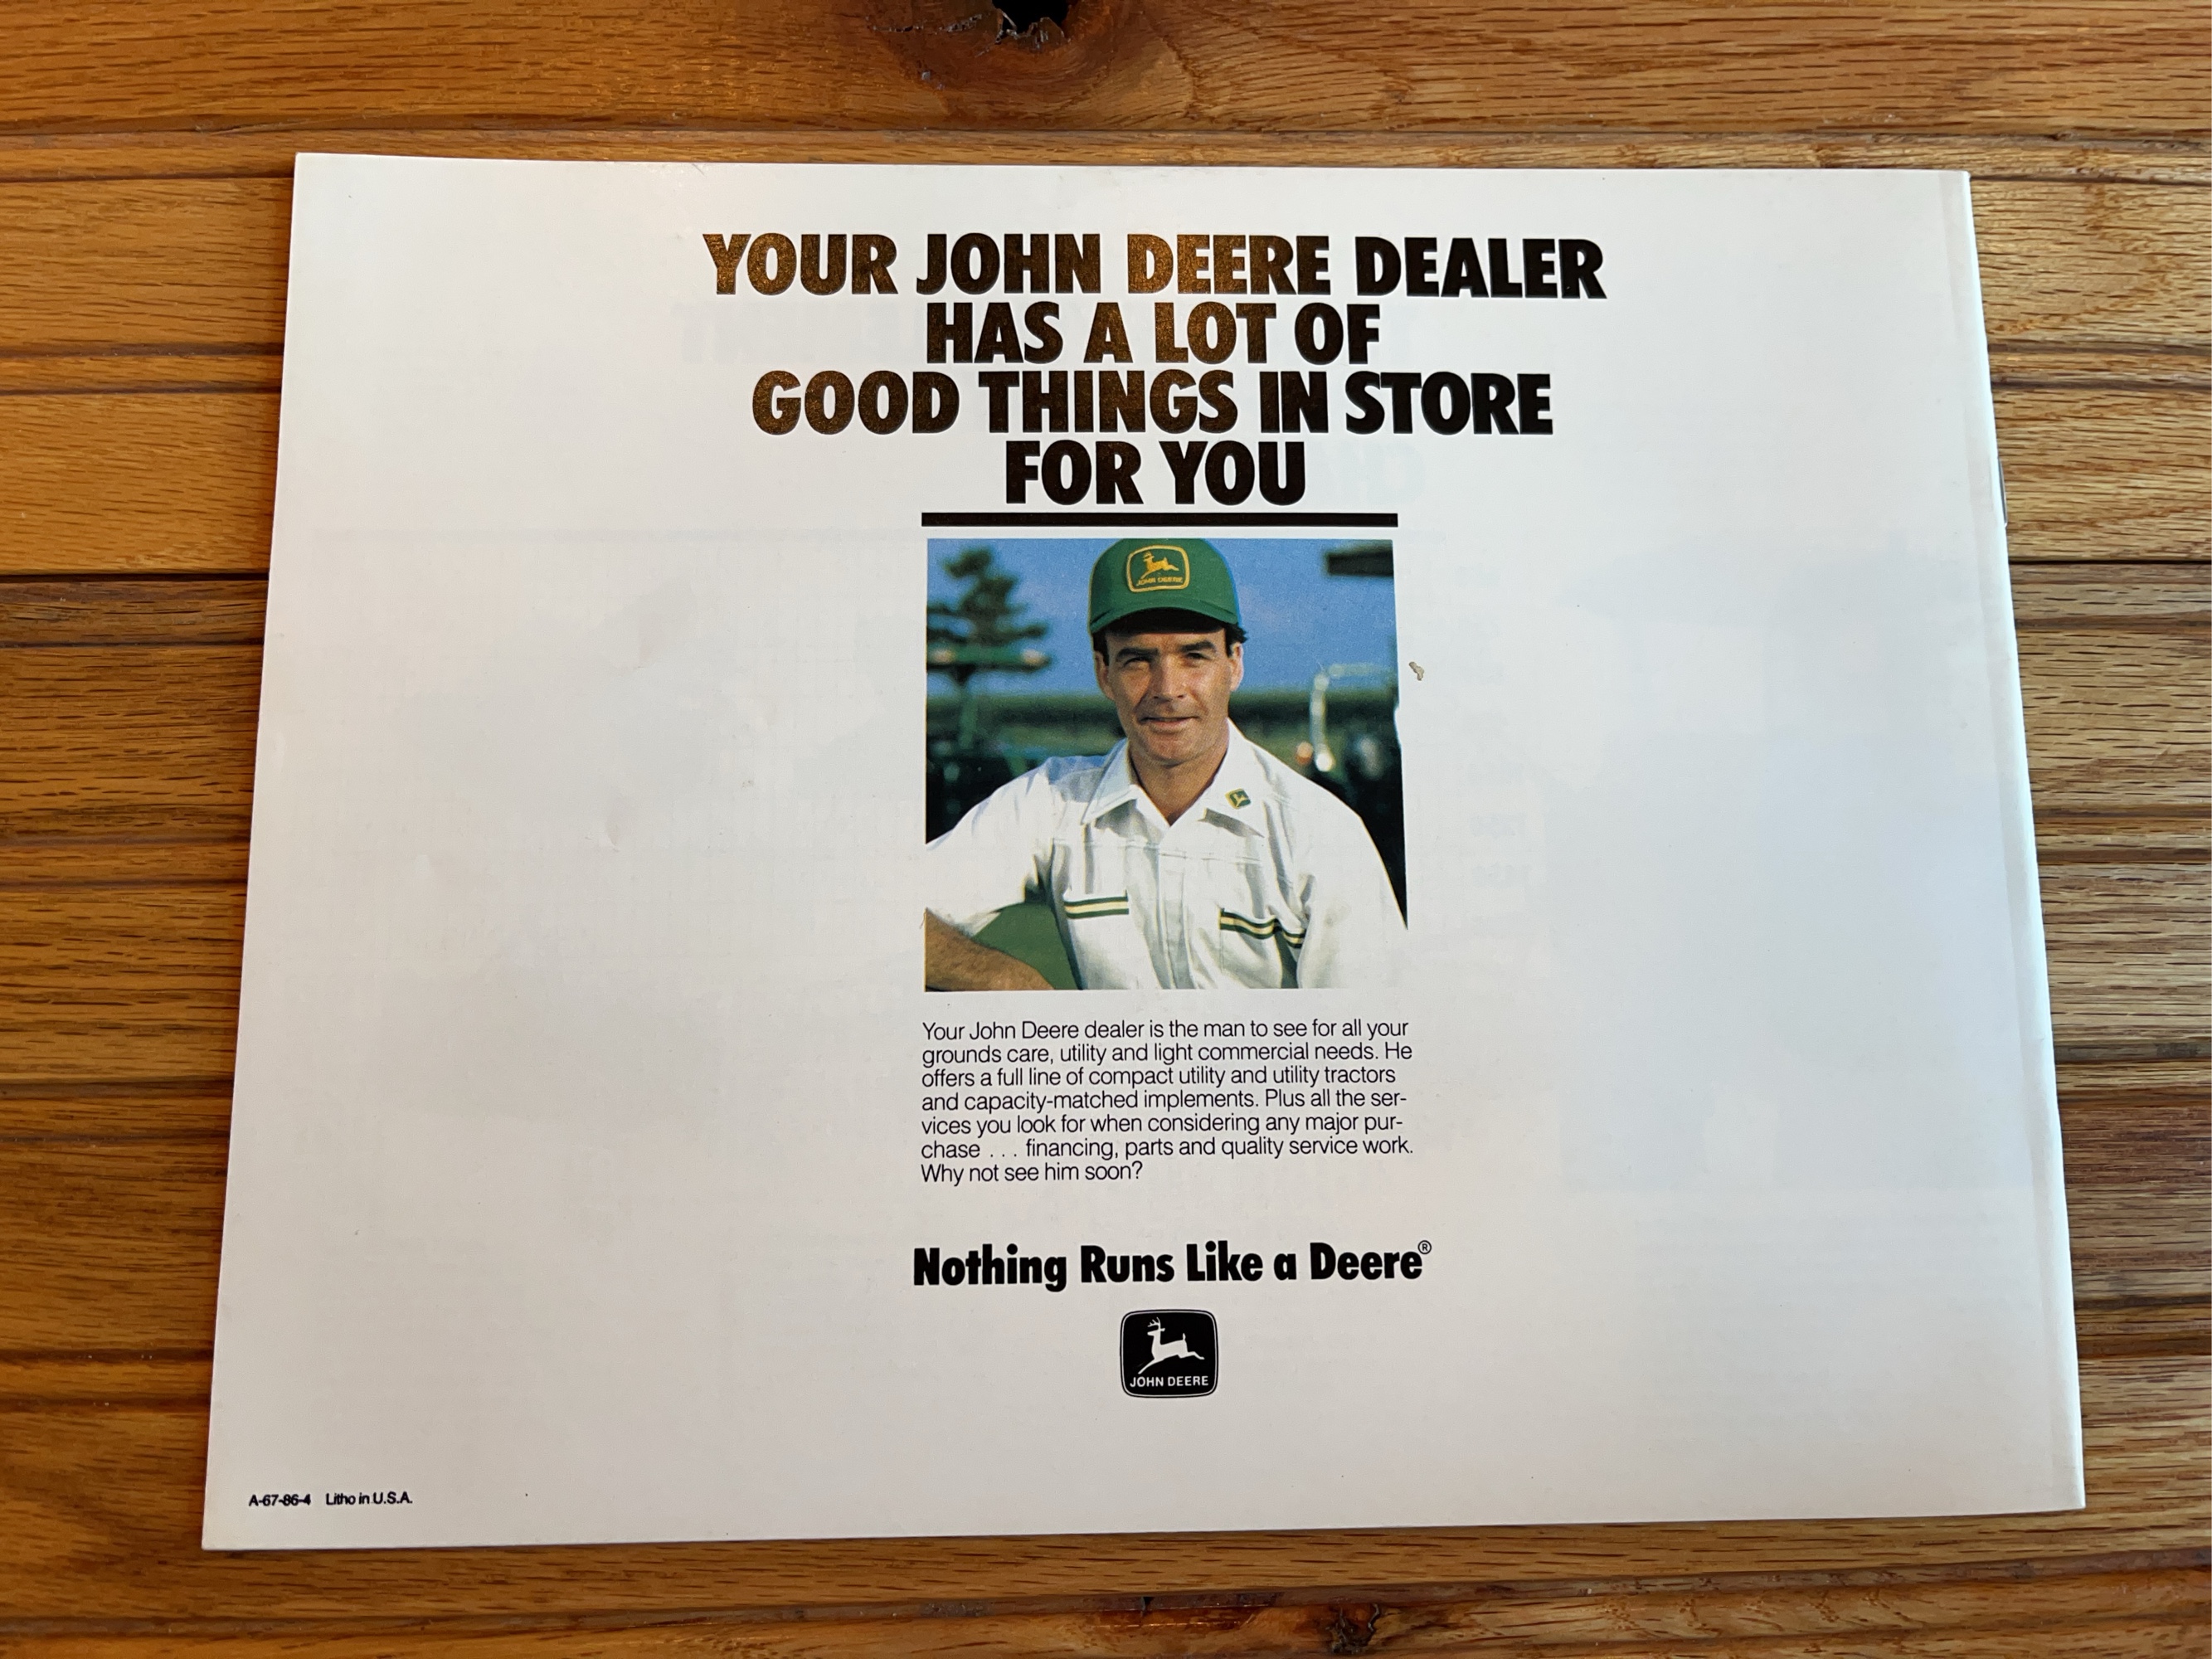 YOUR JOHN DEERE DEALER
HAS A LOT OF
GOOD THINGS IN STORE
FOR YOU
JOHN DEERE
Your John Deere dealer is the man to see for all your
grounds care, utility and light commercial needs. He
offers a full line of compact utility and utility tractors
and capacity-matched implements. Plus all the ser-
vices you look for when considering any major pur-
chase . . . financing, parts and quality service work.
Why not see him soon?
Nothing Runs Like a Deere®
JOHN DEERE
A-67-86-4 Litho in U.S.A.